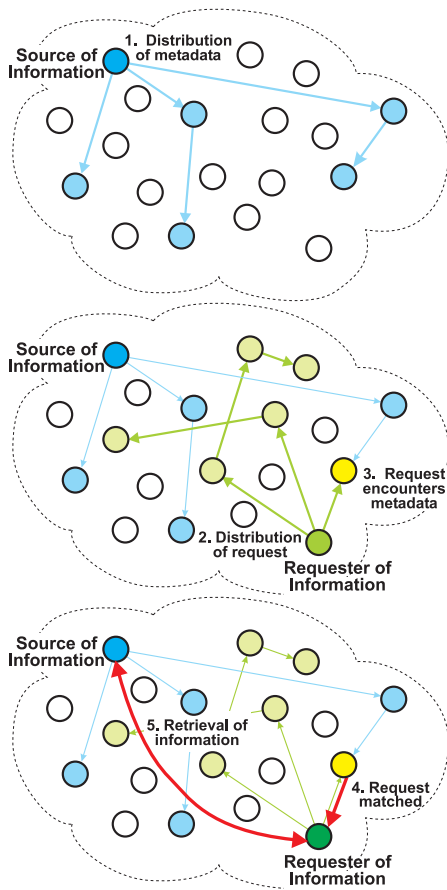 1. Distribution
of metadata
Source of
Information
Source of
Information
3. Request
encounters
metadata
2. Distribution
of request
Requester of
Information
Source of
Information
5. Retrieval of
information
4. Request
matched
Requester of
Information